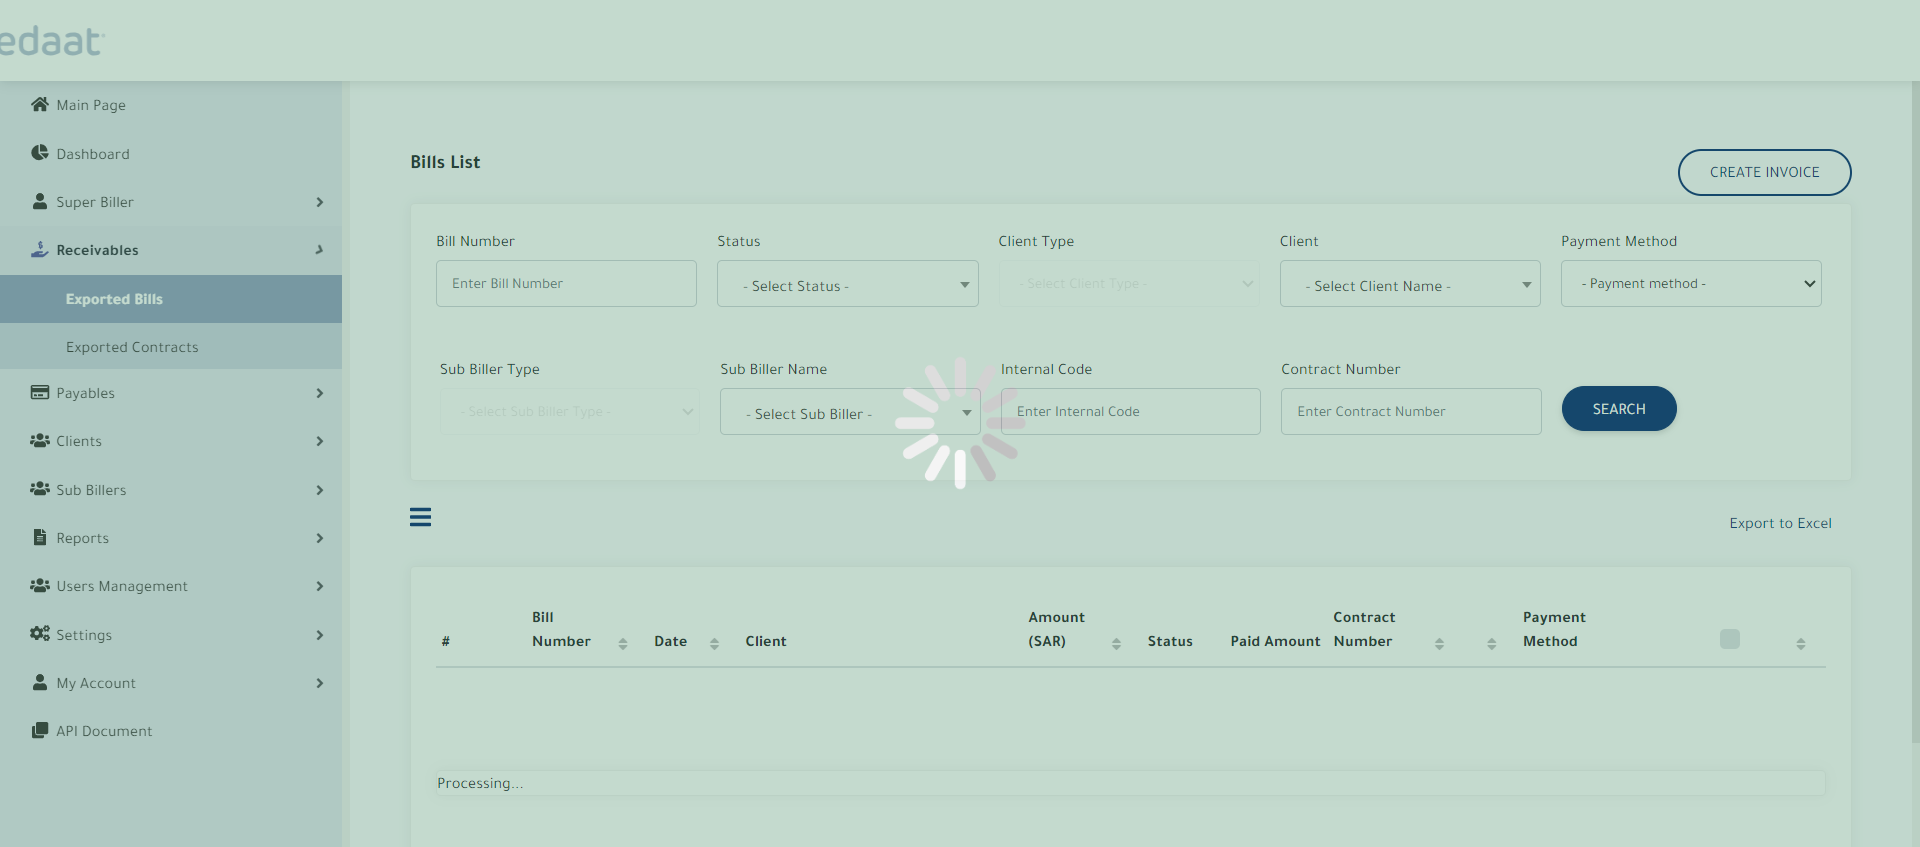 edaat
Main Page
Dashboard
Super Biller
Receivables
Exported Bills
Exported Contracts
Payables
Clients
Sub Billers
Reports
Users Management
Settings
My Account
API Document
Bills List
CREATE INVOICE
Bill Number
Status
Client Type
Client
Payment Method
Enter Bill Number
- Select Status -
- Select Client Type -
- Select Client Name -
- Payment method -
Sub Biller Type
Sub Biller Name
Internal Code
Contract Number
- Select Sub Biller Type -
- Select Sub Biller -
Enter Internal Code
Enter Contract Number
SEARCH
Export to Excel
#
Bill
Number
Date
Client
Amount
(SAR)
Status
Paid Amount
Contract
Number
Payment
Method
Processing...